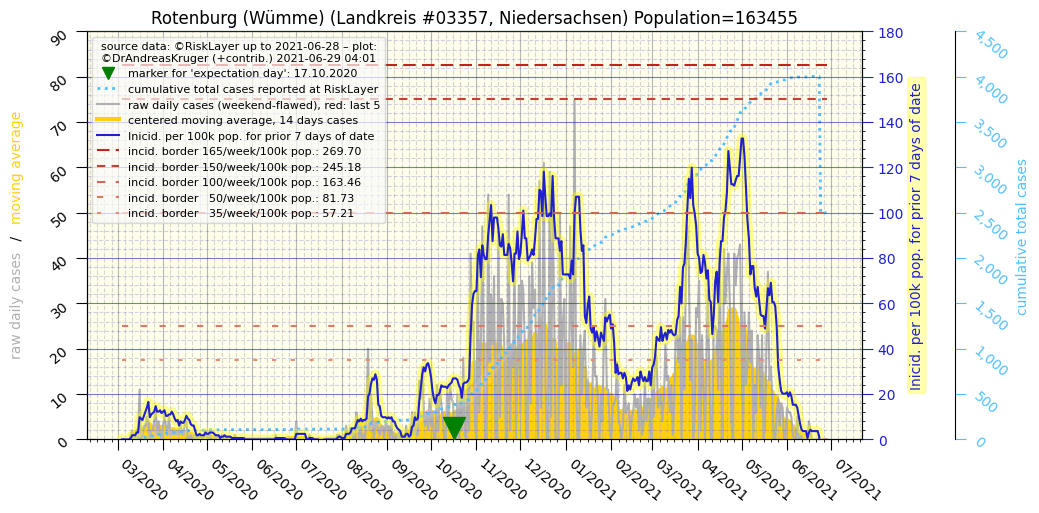 Rotenburg (Wümme) (Landkreis #03357, Niedersachsen) Population=163455
source data: ©RiskLayer up to 2021-06-28 – plot:
©DrAndreasKruger (+contrib.) 2021-06-29 04:01
marker for 'expectation day': 17.10.2020
cumulative total cases reported at RiskLayer
raw daily cases (weekend-flawed), red: last 5
centered moving average, 14 days cases
Inicid. per 100k pop. for prior 7 days of date
incid. border 165/week/100k pop.: 269.70
incid. border 150/week/100k pop.: 245.18
incid. border 100/week/100k pop.: 163.46
incid. border   50/week/100k pop.: 81.73
incid. border   35/week/100k pop.: 57.21
raw daily cases   /   moving average
90
80
70
60
50
40
30
20
10
0
180
160
140
120
100
80
60
40
20
0
Inicid. per 100k pop. for prior 7 days of date
4,500
4,000
3,500
3,000
2,500
2,000
1,500
1,000
500
0
cumulative total cases
03/2020
04/2020
05/2020
06/2020
07/2020
08/2020
09/2020
10/2020
11/2020
12/2020
01/2021
02/2021
03/2021
04/2021
05/2021
06/2021
07/2021